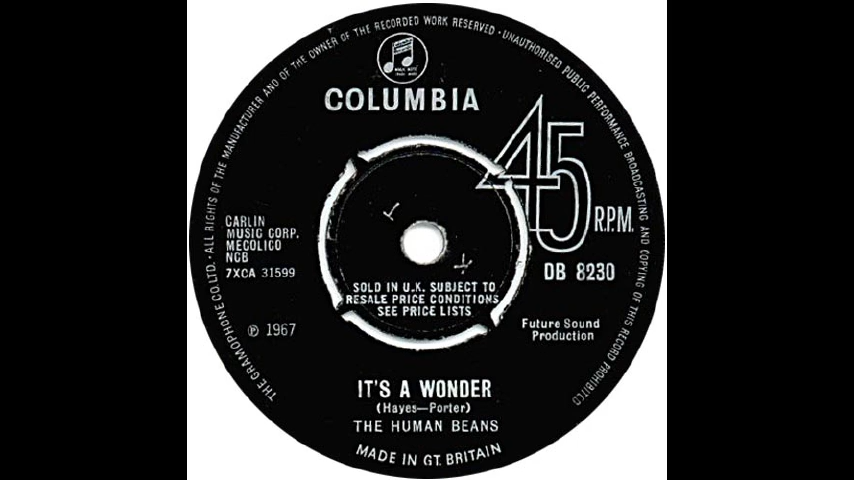 THE GRAMOPHONE CO. LTD. · ALL RIGHTS OF THE MANUFACTURER AND OF THE OWNER OF THE RECORDED WORK RESERVED · UNAUTHORISED PUBLIC PERFORMANCE BROADCASTING AND COPYING OF THIS RECORD PROHIBITED
COLUMBIA
45
R.P.M.
CARLIN
MUSIC CORP.
MECOLICO
NCB
7XCA 31599
DB 8230
SOLD IN U.K. SUBJECT TO
RESALE PRICE CONDITIONS
SEE PRICE LISTS
℗ 1967
Future Sound
Production
IT'S A WONDER
(Hayes—Porter)
THE HUMAN BEANS
MADE IN GT. BRITAIN